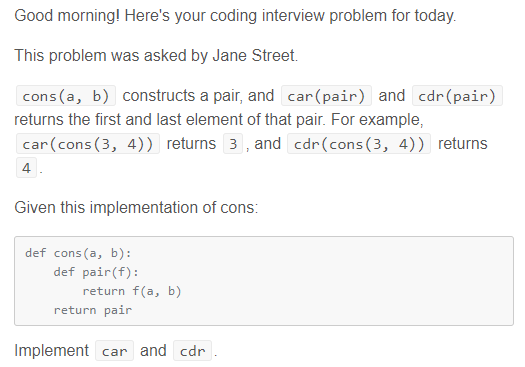 Good morning! Here's your coding interview problem for today.
This problem was asked by Jane Street.
cons(a, b) constructs a pair, and car(pair) and cdr(pair)
returns the first and last element of that pair. For example,
car(cons(3, 4)) returns 3 , and cdr(cons(3, 4)) returns
4 .
Given this implementation of cons:
def cons(a, b):
    def pair(f):
        return f(a, b)
    return pair
Implement car and cdr .